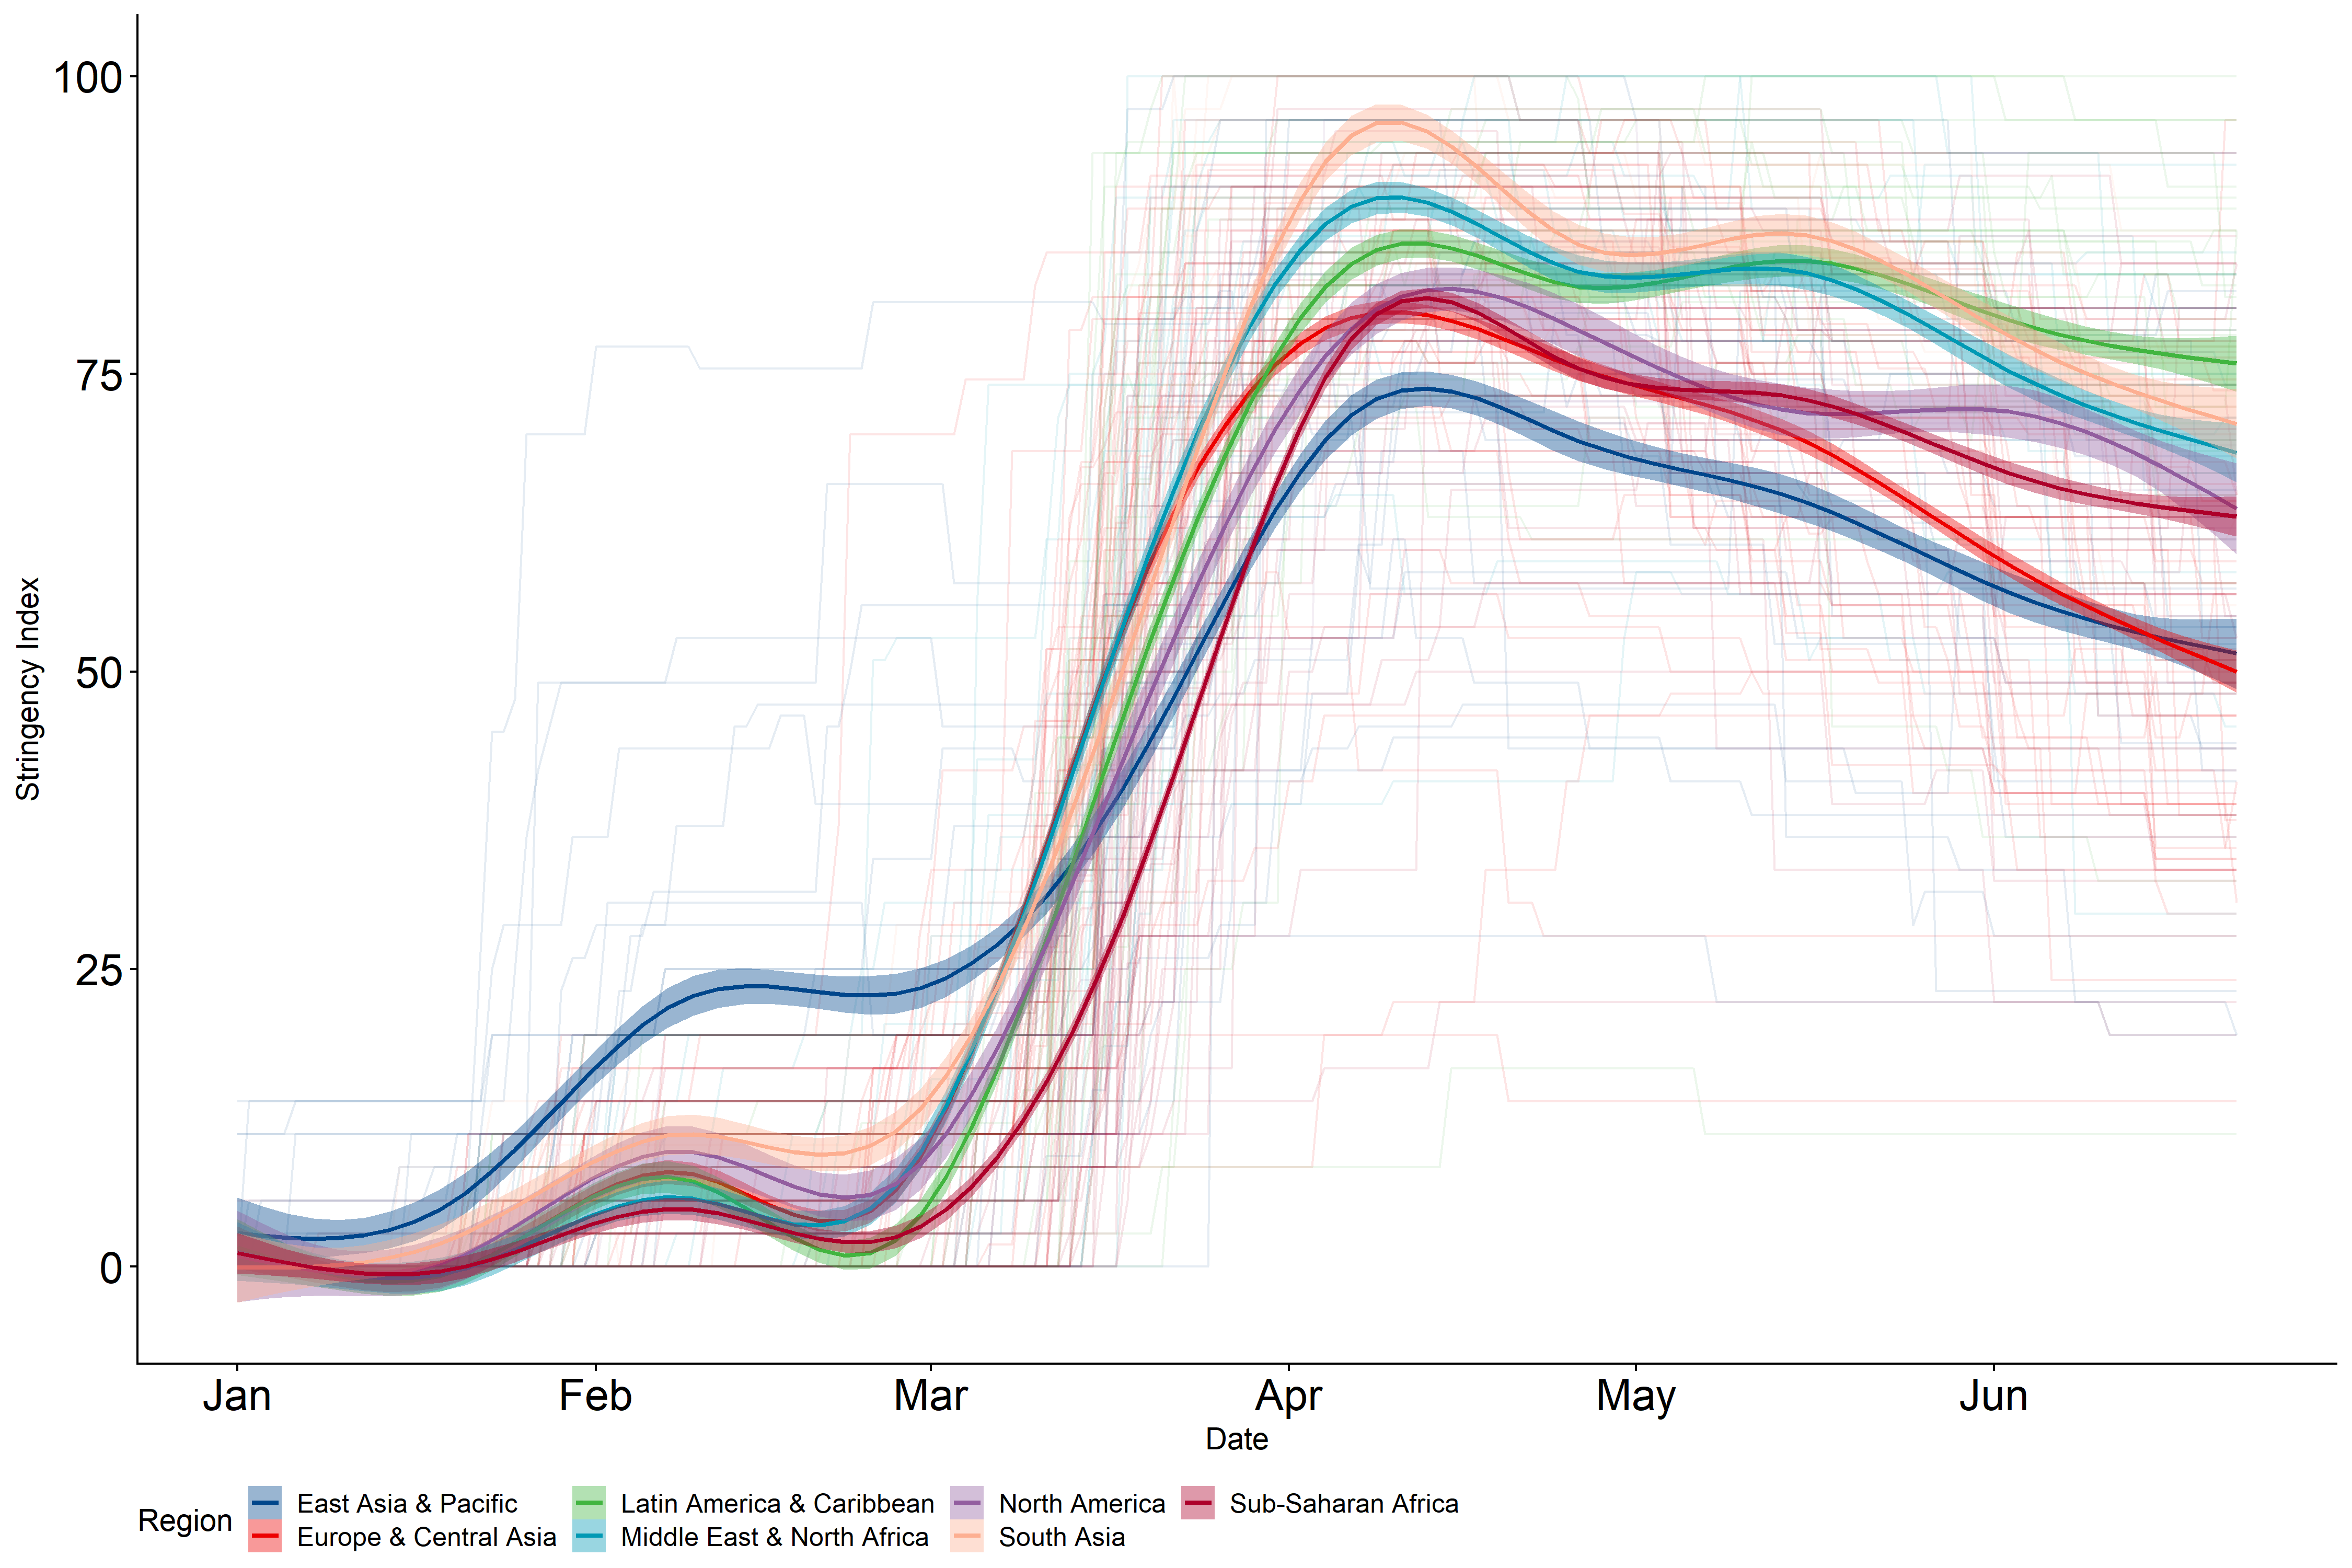 100
75
50
25
0
Stringency Index
Jan Feb Mar Apr May Jun
Date
Region
East Asia & Pacific Latin America & Caribbean North America Sub-Saharan Africa
Europe & Central Asia Middle East & North Africa South Asia